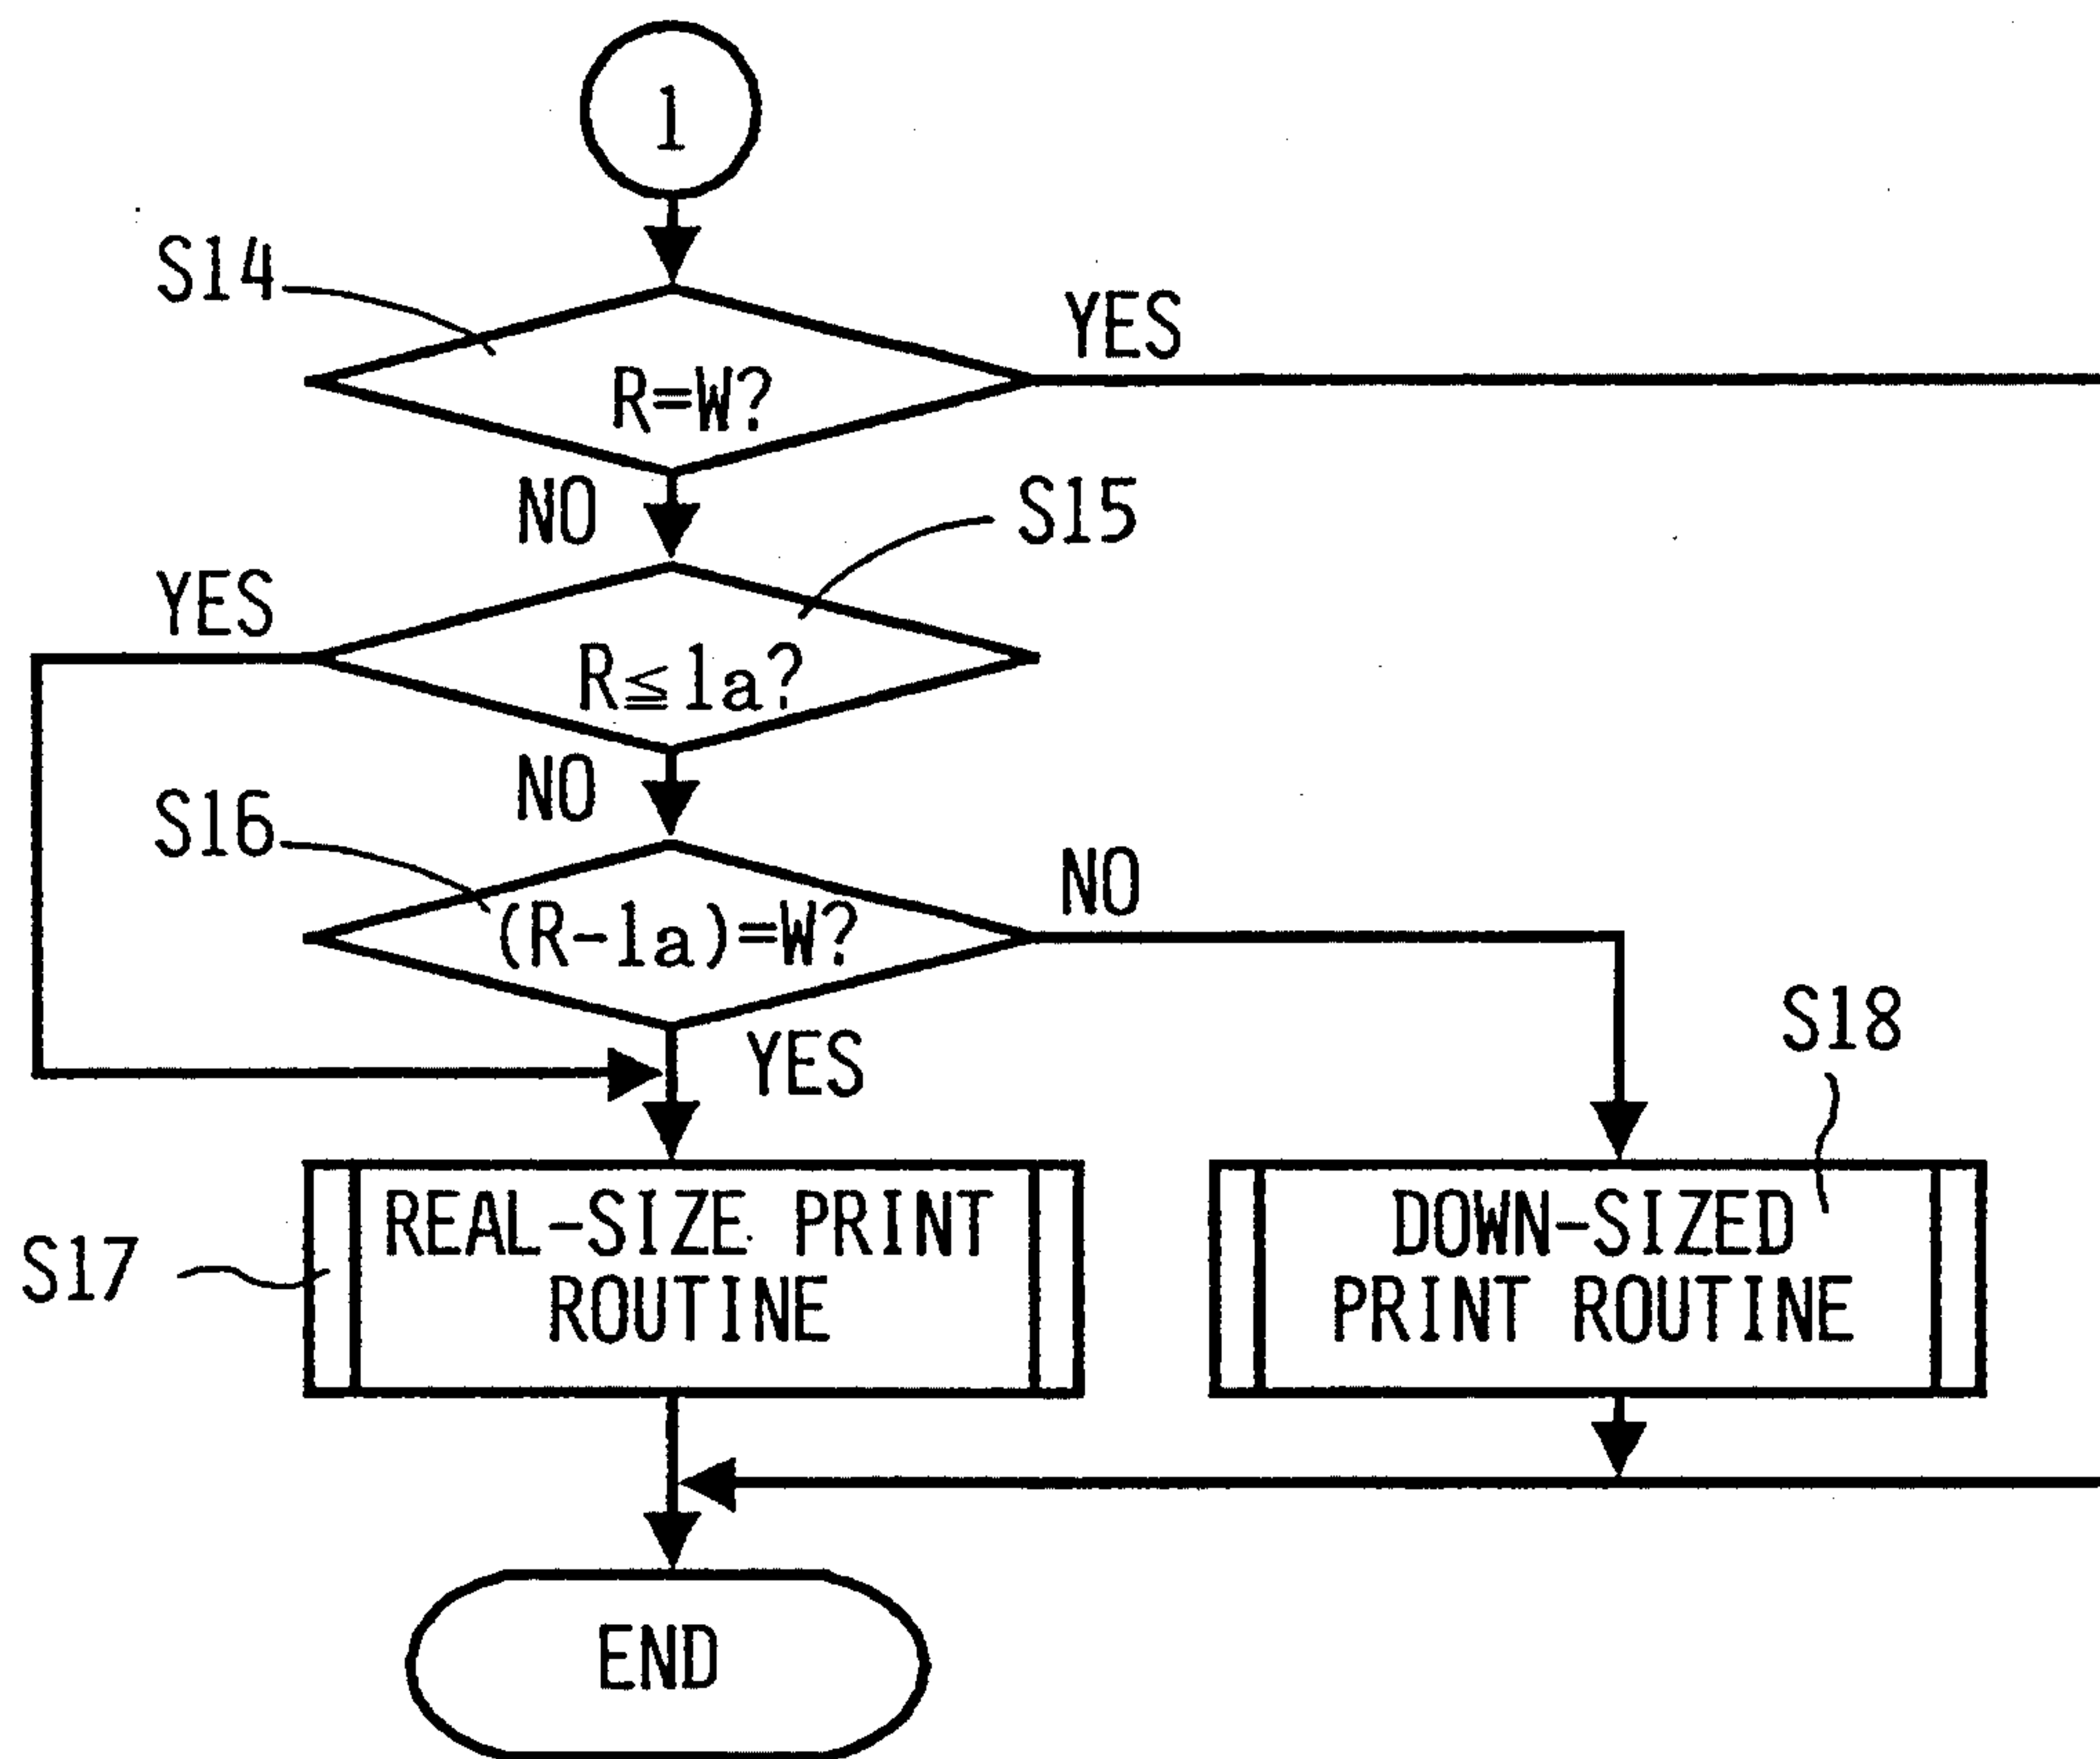 1
S14
YES
R=W?
NO
S15
YES
R≦1a?
NO
S16
NO
(R-1a)=W?
YES
S18
REAL-SIZE PRINT
ROUTINE
DOWN-SIZED
PRINT ROUTINE
S17
END